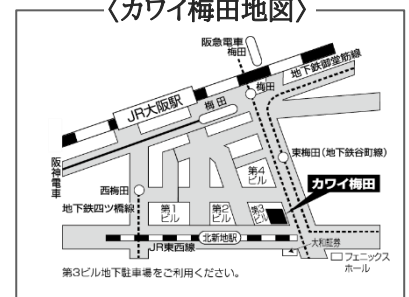 〈カワイ梅田地図〉
阪急電車
梅田
地下鉄御堂筋線
JR大阪駅
梅田
梅田
東梅田(地下鉄谷町線)
阪神電車
西梅田
第4
ビル
カワイ梅田
地下鉄四ツ橋線
第1
ビル
第2
ビル
第3
ビル
北新地駅
JR東西線
大和証券
フェニックス
ホール
第3ビル地下駐車場をご利用ください。